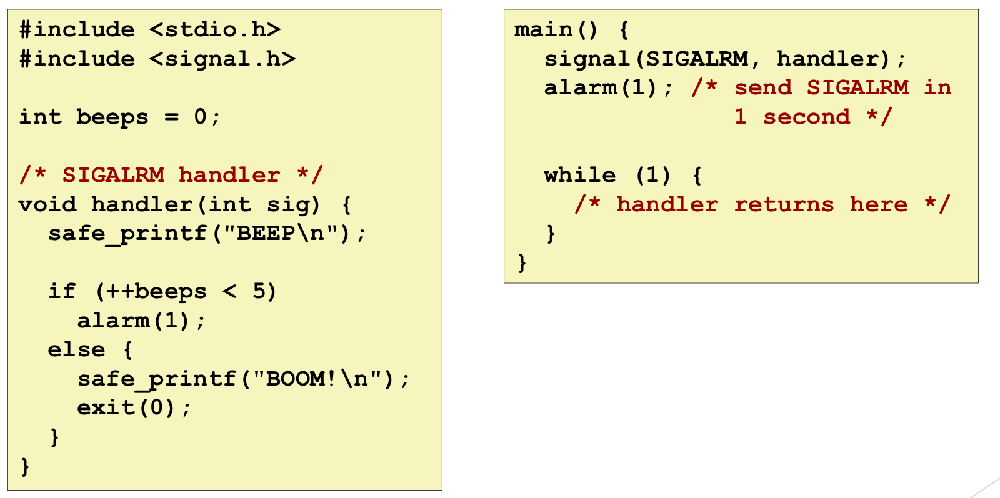 #include <stdio.h>
#include <signal.h>
int beeps = 0;
/* SIGALRM handler */
void handler(int sig) {
  safe_printf("BEEP\n");
  if (++beeps < 5)
    alarm(1);
  else {
    safe_printf("BOOM!\n");
    exit(0);
  }
}
main() {
  signal(SIGALRM, handler);
  alarm(1); /* send SIGALRM in
               1 second */
  while (1) {
    /* handler returns here */
  }
}